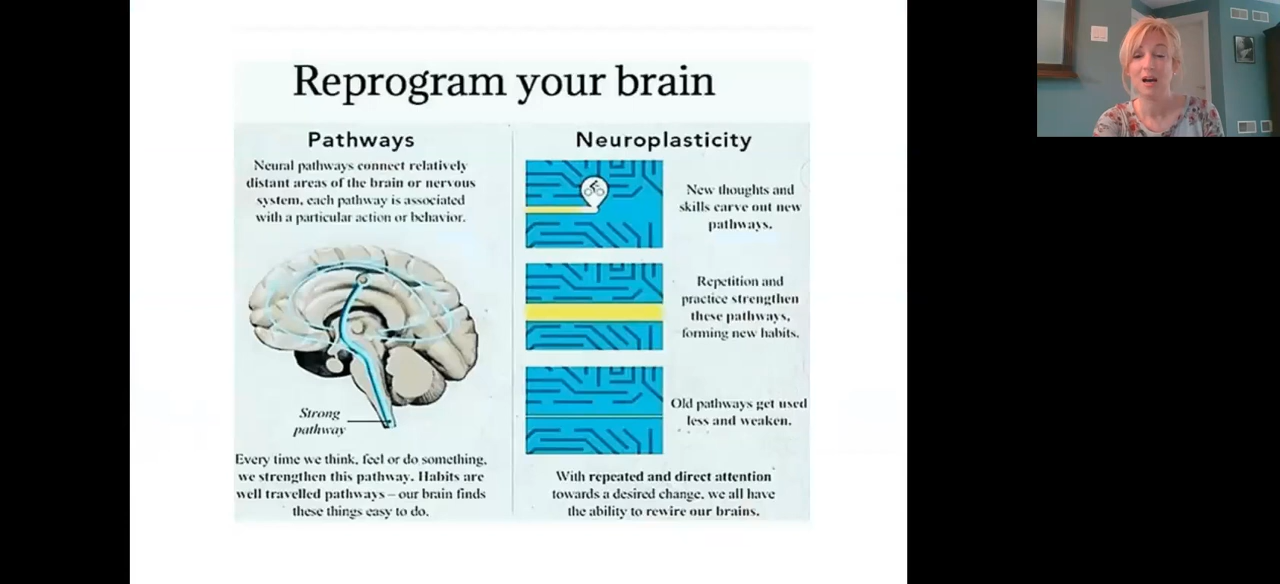 Reprogram your brain
Pathways
Neural pathways connect relatively
distant areas of the brain or nervous
system, each pathway is associated
with a particular action or behavior.
Strong
pathway
Every time we think, feel or do something,
we strengthen this pathway. Habits are
well travelled pathways – our brain finds
these things easy to do.
Neuroplasticity
New thoughts and
skills carve out new
pathways.
Repetition and
practice strengthen
these pathways,
forming new habits.
Old pathways get used
less and weaken.
With repeated and direct attention
towards a desired change, we all have
the ability to rewire our brains.